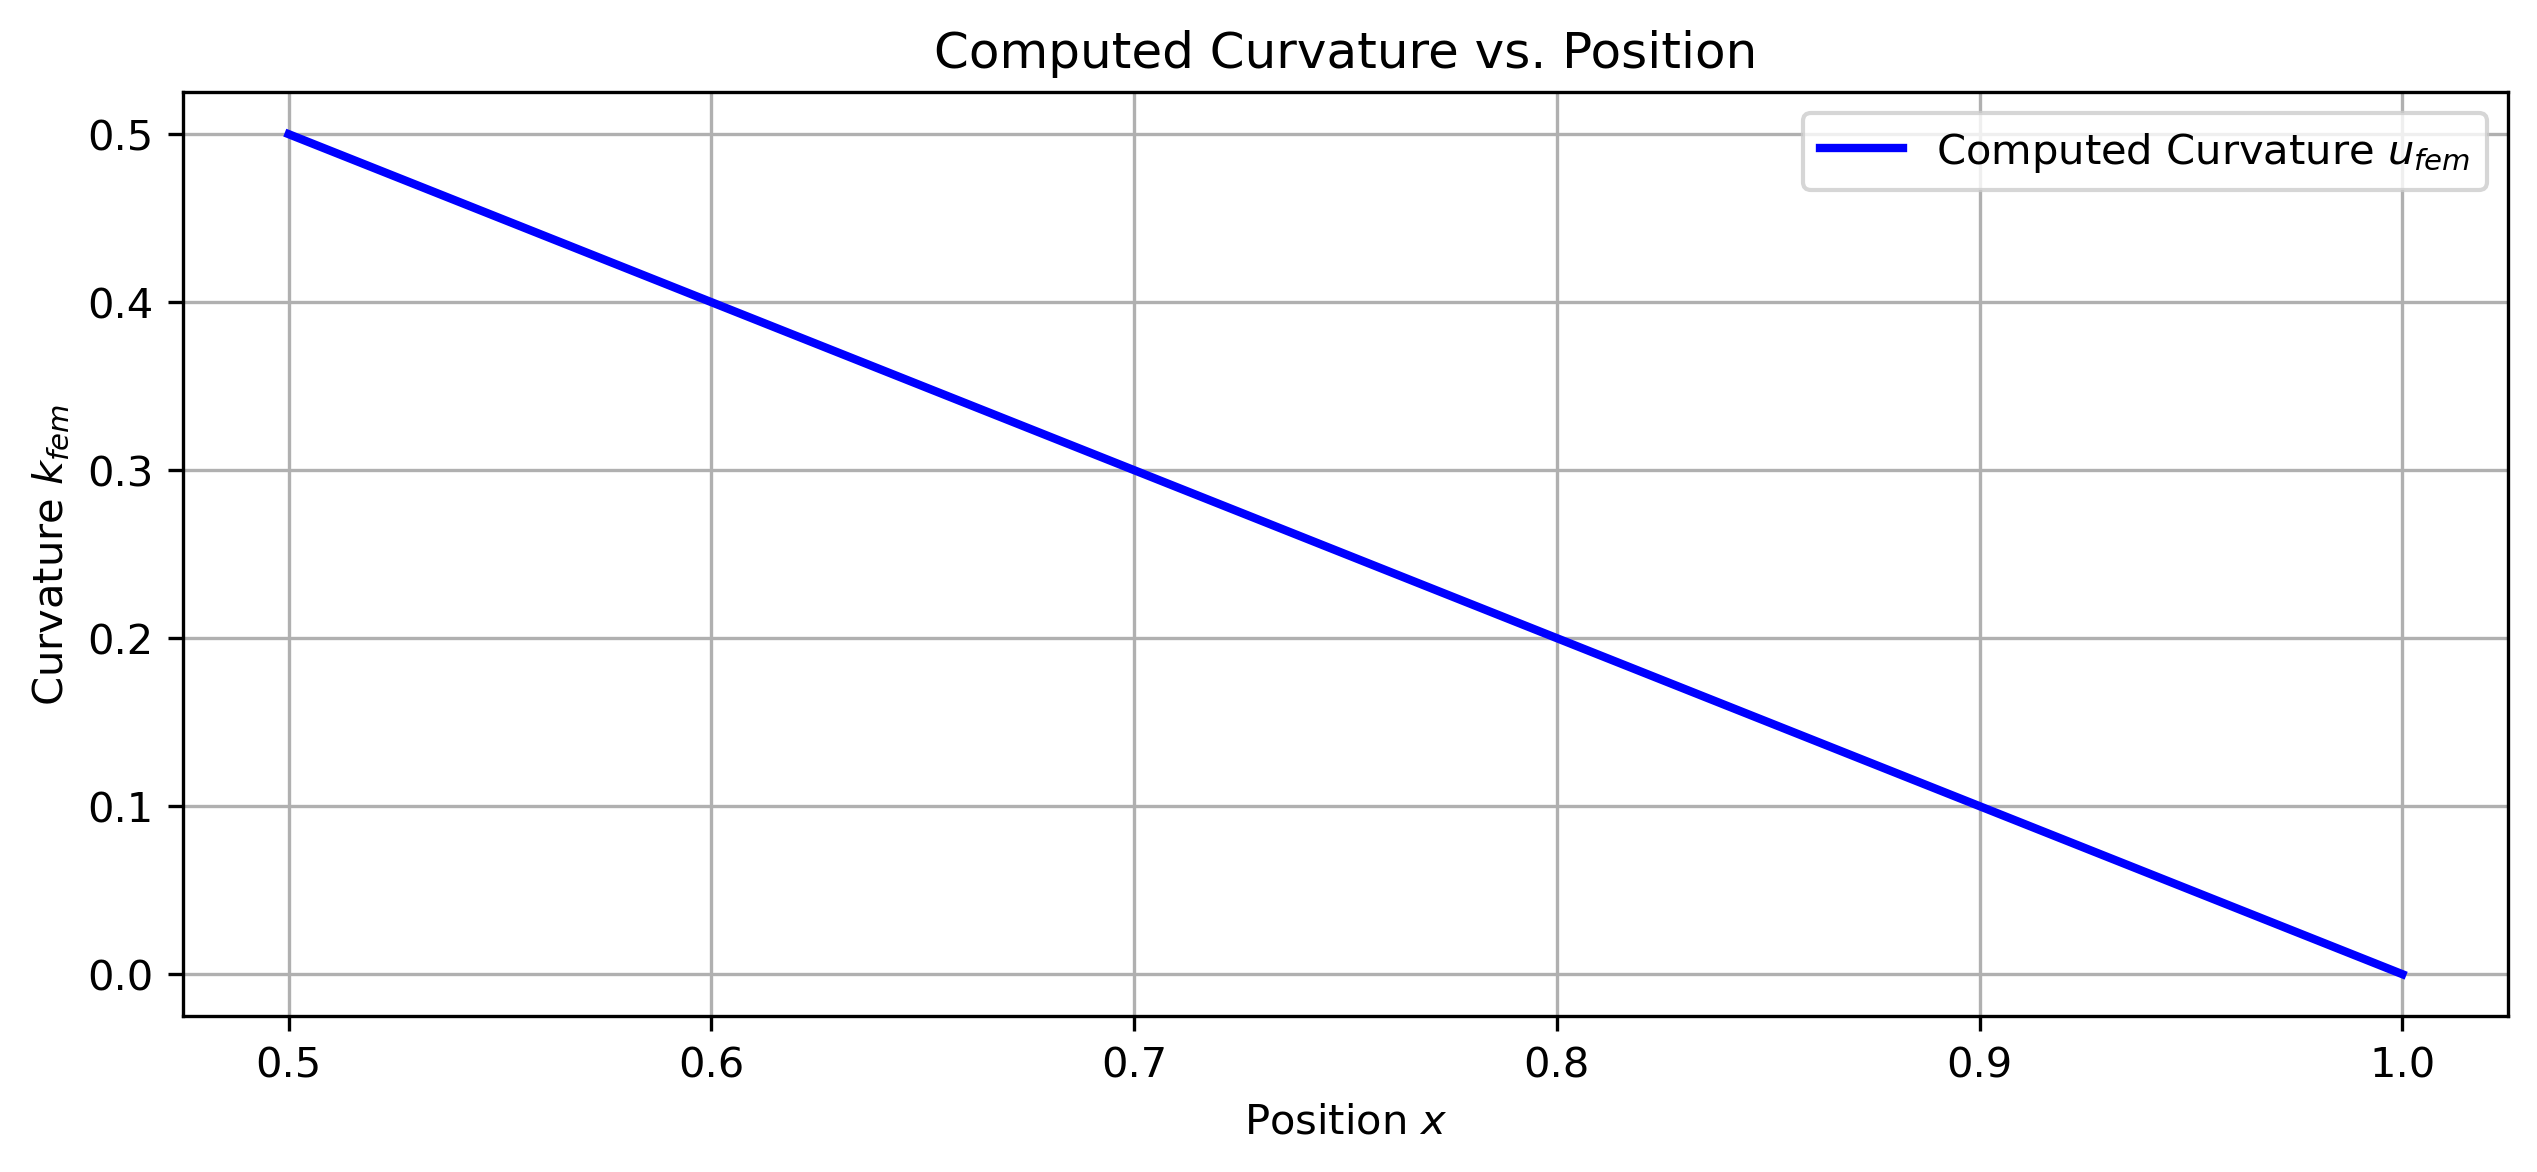 Computed Curvature vs. Position
Computed Curvature u_fem
Curvature k_fem
0.5
0.4
0.3
0.2
0.1
0.0
0.5 0.6 0.7 0.8 0.9 1.0
Position x